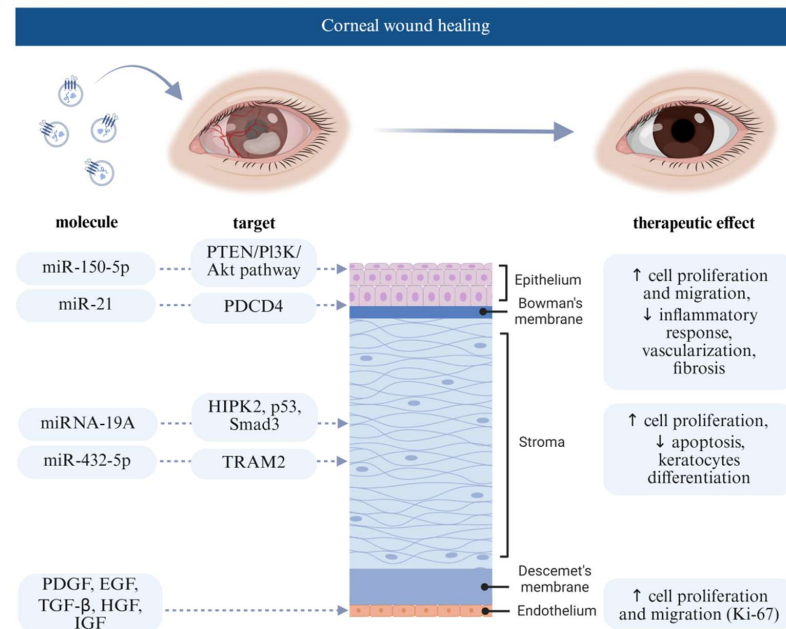 Corneal wound healing
molecule
target
therapeutic effect
miR-150-5p
PTEN/Pl3K/
Akt pathway
miR-21
PDCD4
Epithelium
Bowman's
membrane
↑ cell proliferation
and migration,
↓ inflammatory
response,
vascularization,
fibrosis
miRNA-19A
HIPK2, p53,
Smad3
miR-432-5p
TRAM2
Stroma
↑ cell proliferation,
↓ apoptosis,
keratocytes
differentiation
PDGF, EGF,
TGF-β, HGF,
IGF
Descemet's
membrane
Endothelium
↑ cell proliferation
and migration (Ki-67)